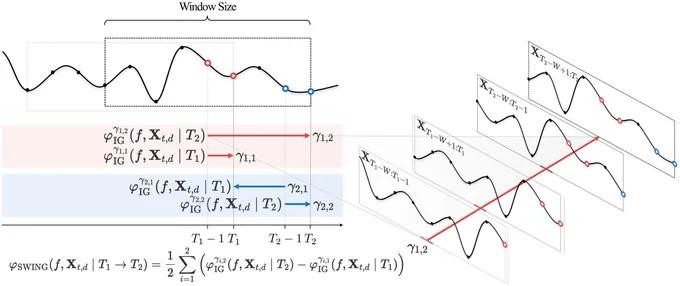 Window Size
φ_IG^{γ_{1,2}}(f, X_{t,d} | T_2) γ_{1,2}
φ_IG^{γ_{1,1}}(f, X_{t,d} | T_1) γ_{1,1}
φ_IG^{γ_{2,1}}(f, X_{t,d} | T_1) γ_{2,1}
φ_IG^{γ_{2,2}}(f, X_{t,d} | T_2) γ_{2,2}
T_1 − 1 T_1 T_2 − 1 T_2
φ_SWING(f, X_{t,d} | T_1 → T_2) = \frac{1}{2} \sum_{i=1}^{2} (φ_IG^{γ_{i,2}}(f, X_{t,d} | T_2) − φ_IG^{γ_{i,1}}(f, X_{t,d} | T_1))
X_{T_2−W+1:T_2}
X_{T_2−W:T_2−1}
X_{T_1−W+1:T_1}
X_{T_1−W:T_1−1}
γ_{1,2}